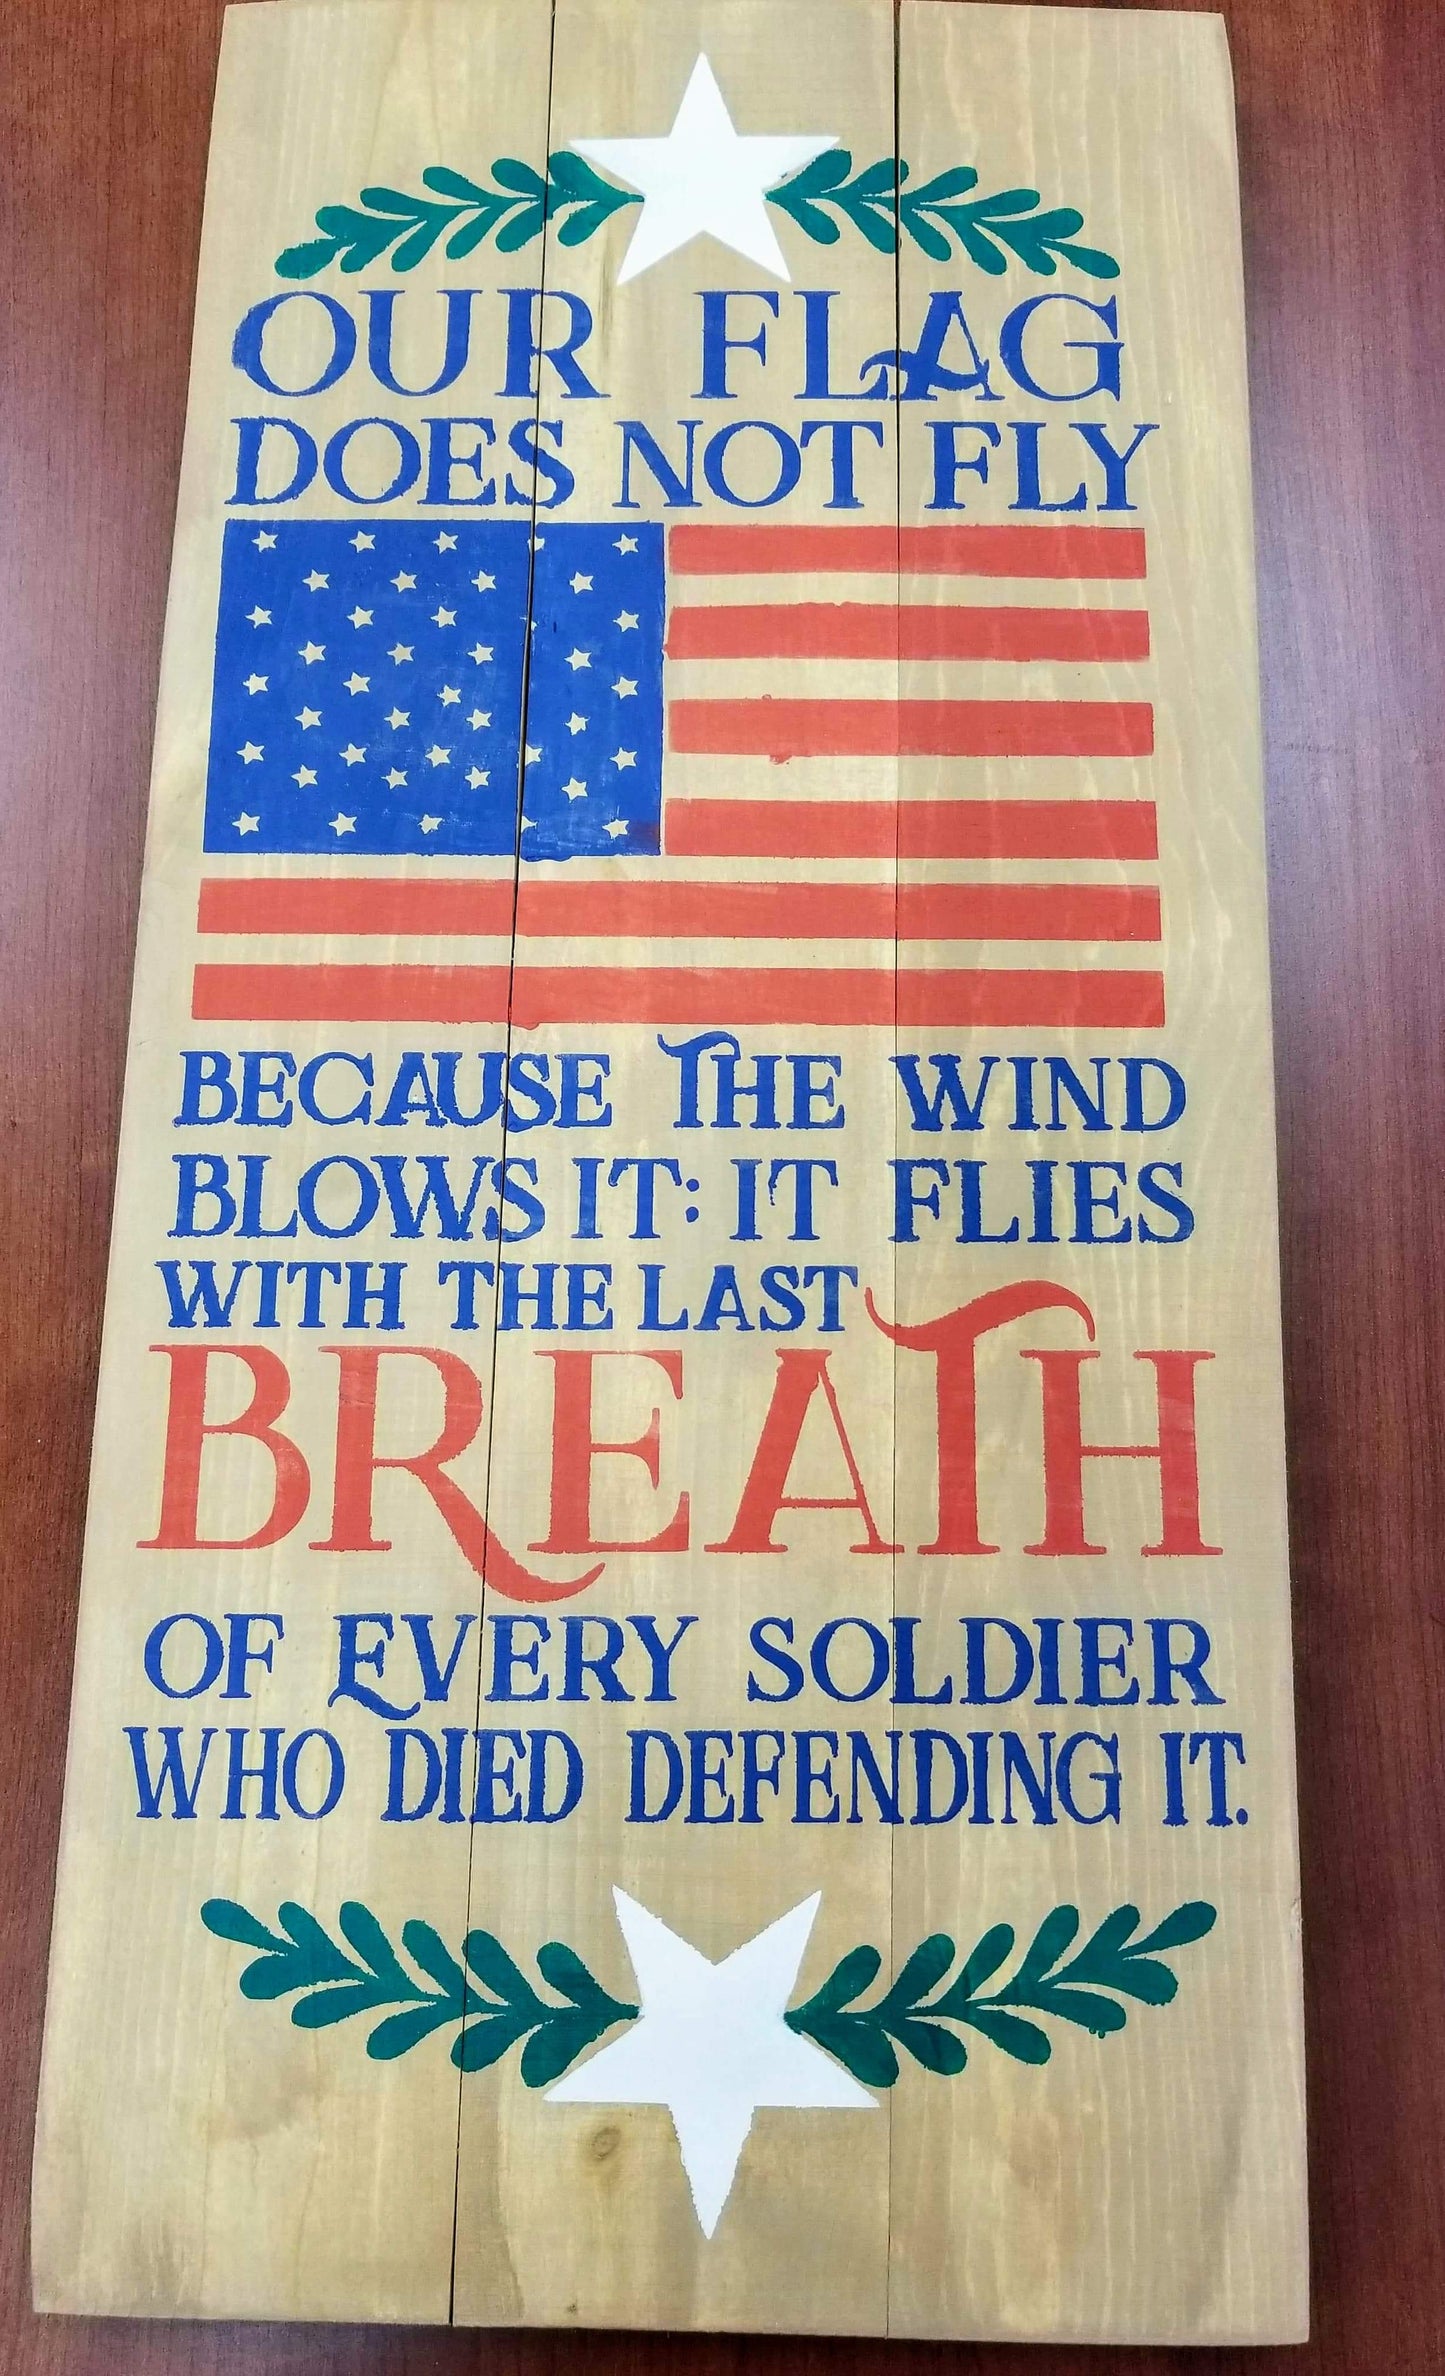 OUR FLAG
DOES NOT FLY
BECAUSE THE WIND
BLOWS IT: IT FLIES
WITH THE LAST
BREATH
OF EVERY SOLDIER
WHO DIED DEFENDING IT.